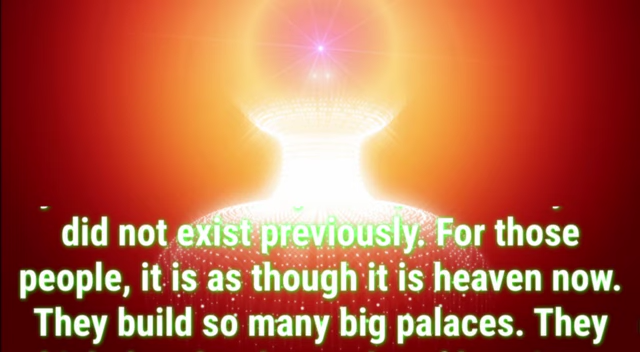 did not exist previously. For those
people, it is as though it is heaven now.
They build so many big palaces. They